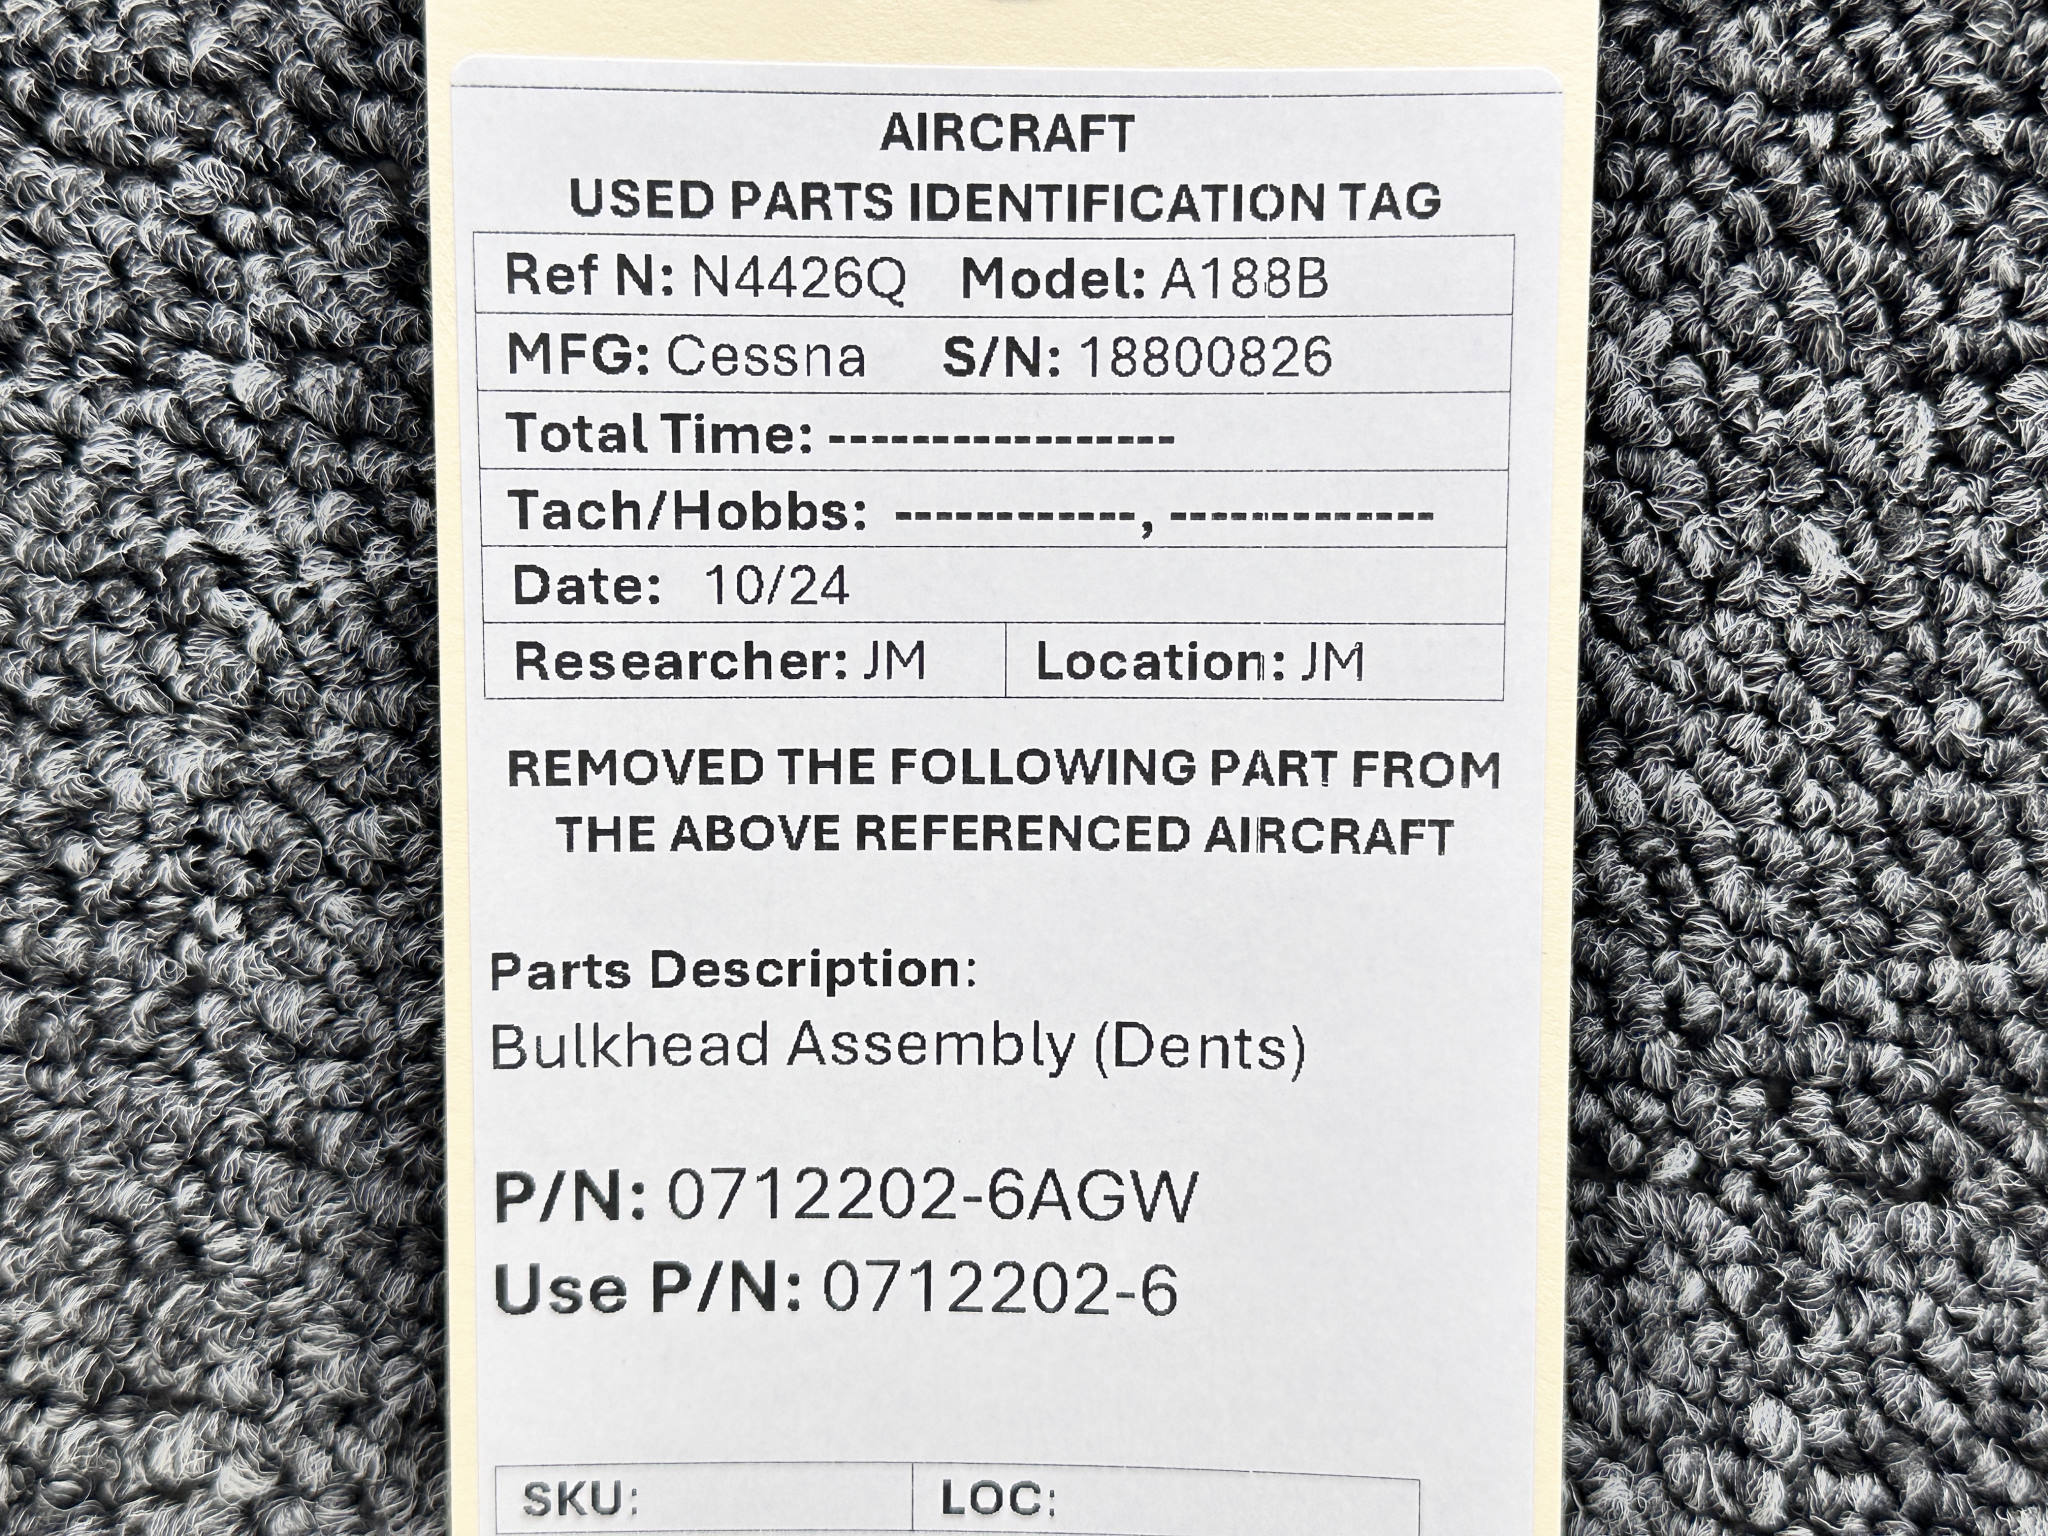 AIRCRAFT
USED PARTS IDENTIFICATION TAG
Ref N: N4426Q Model: A188B
MFG: Cessna S/N: 18800826
Total Time: -----------------
Tach/Hobbs: ------------, -------------
Date: 10/24
Researcher: JM Location: JM
REMOVED THE FOLLOWING PART FROM
THE ABOVE REFERENCED AIRCRAFT
Parts Description:
Bulkhead Assembly (Dents)
P/N: 0712202-6AGW
Use P/N: 0712202-6
SKU: LOC: